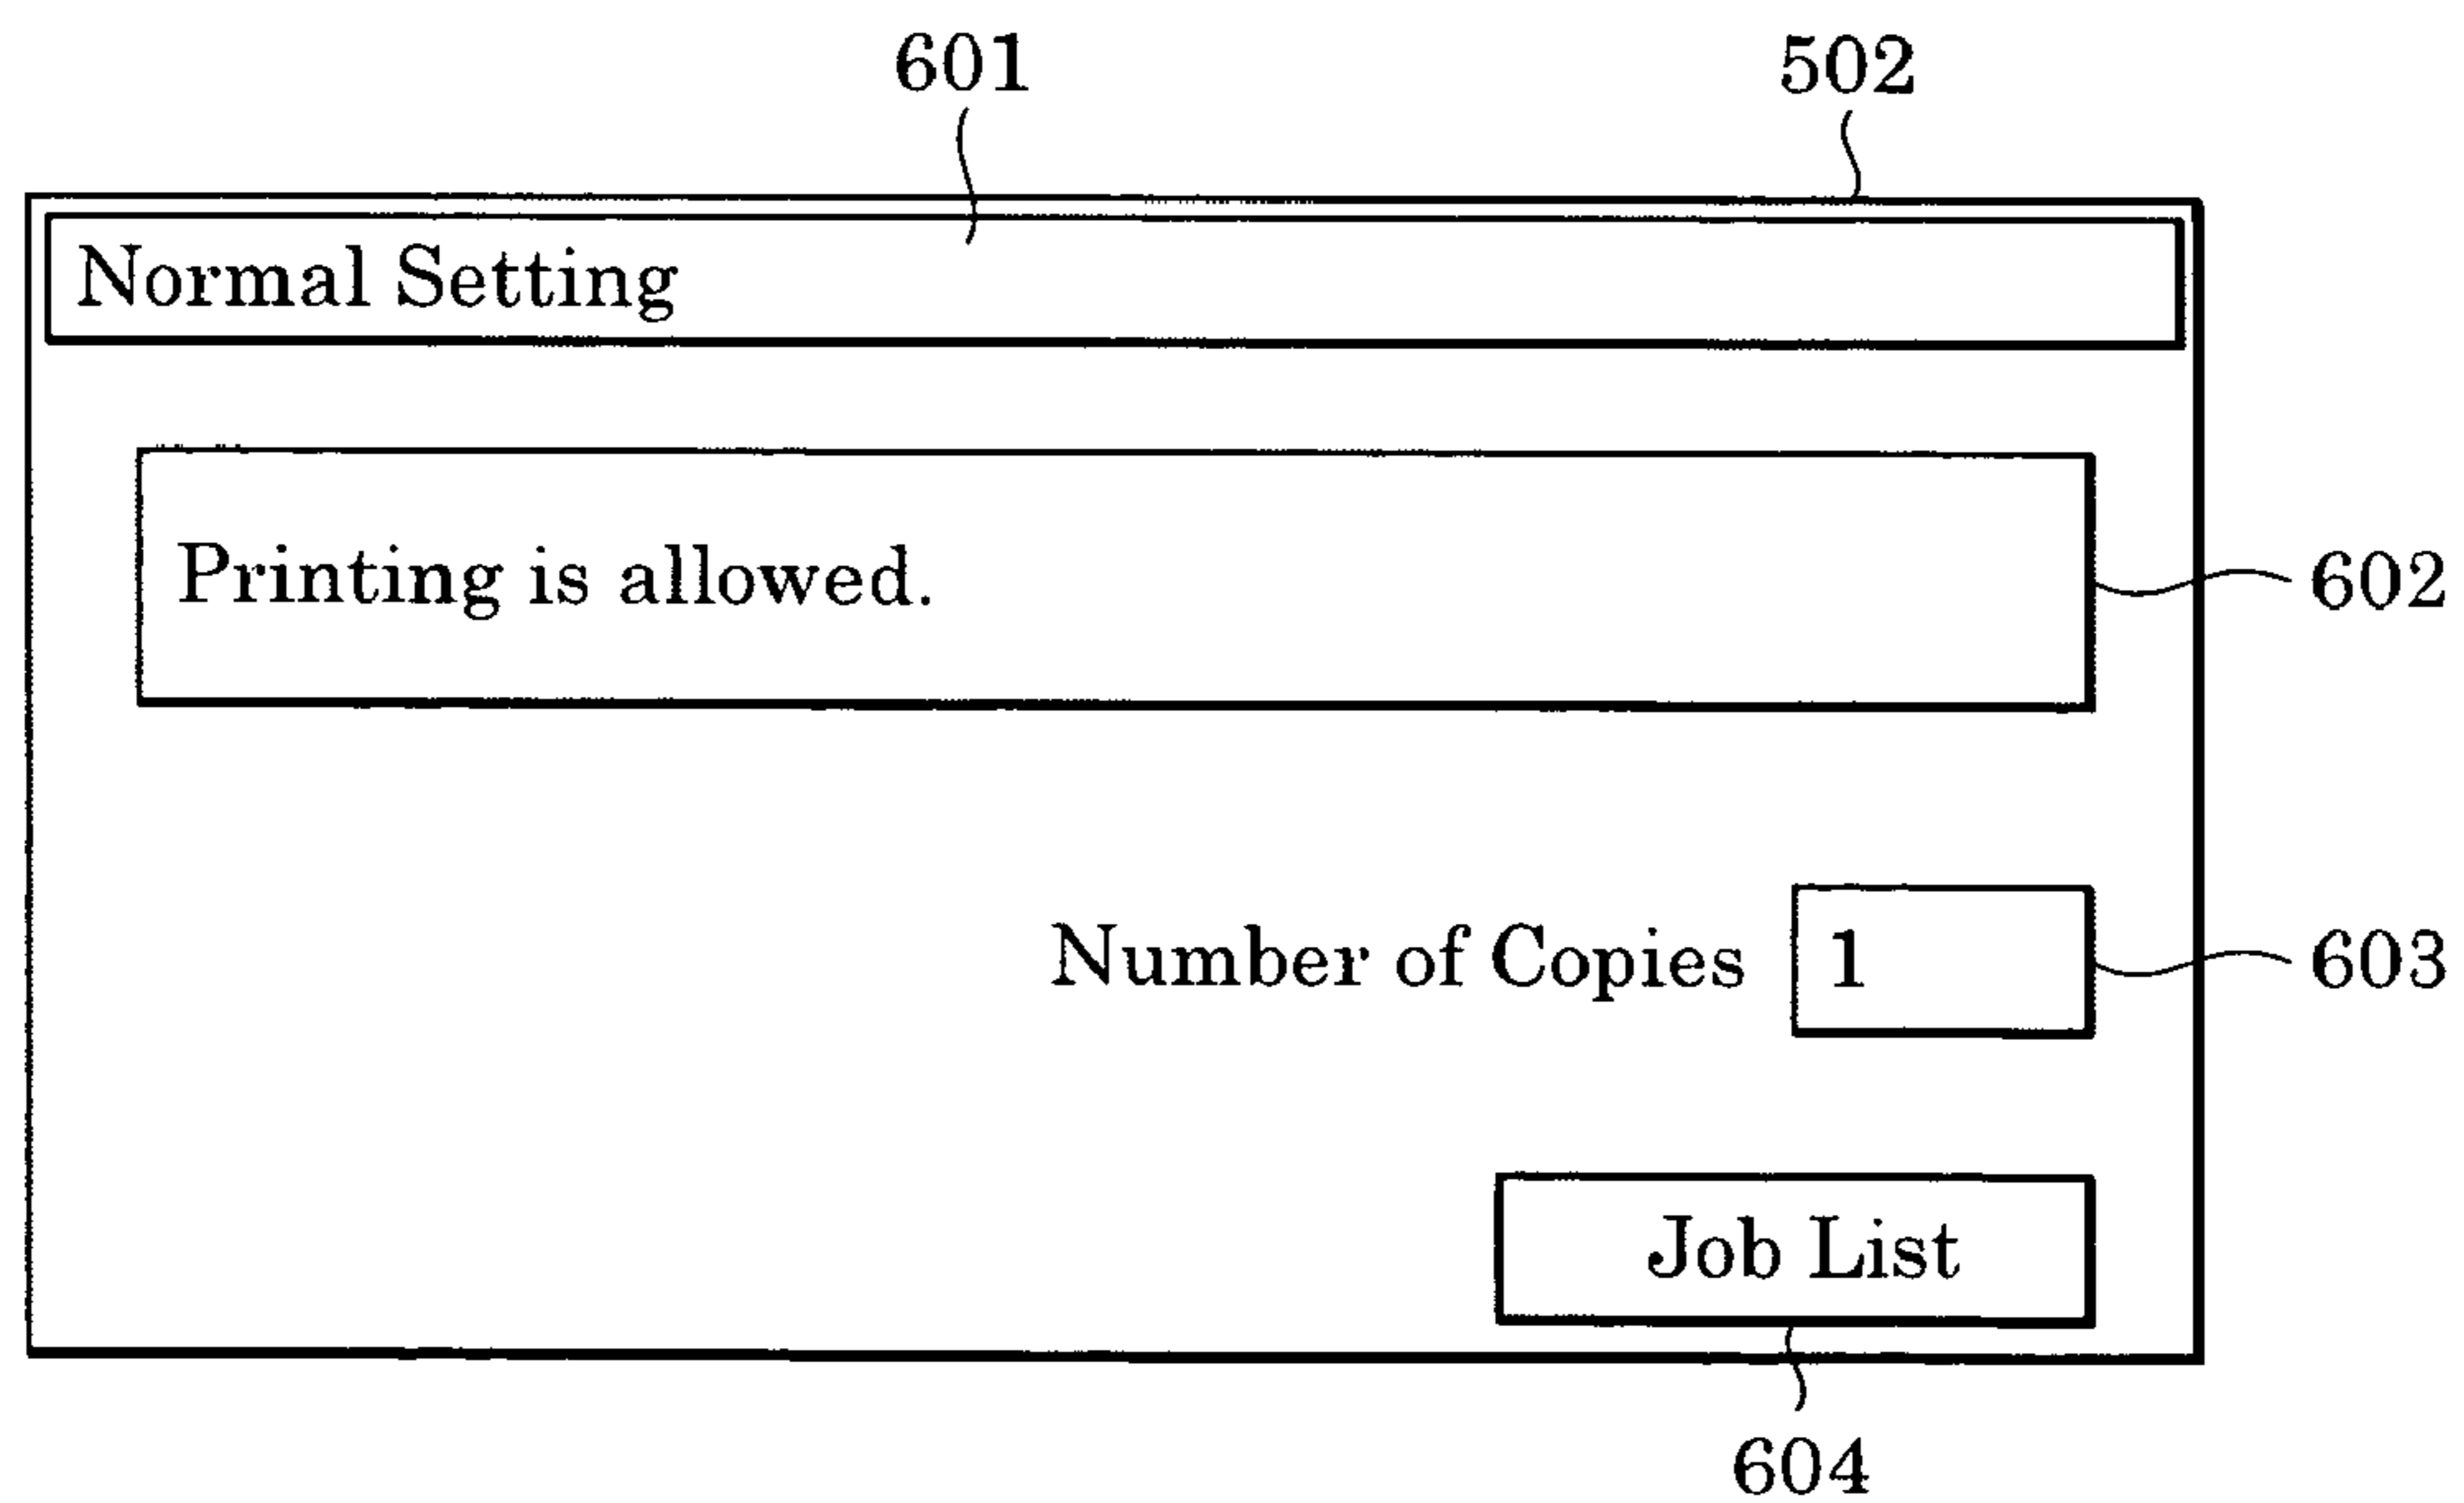 601
502
Normal Setting
Printing is allowed.
602
Number of Copies 1
603
Job List
604